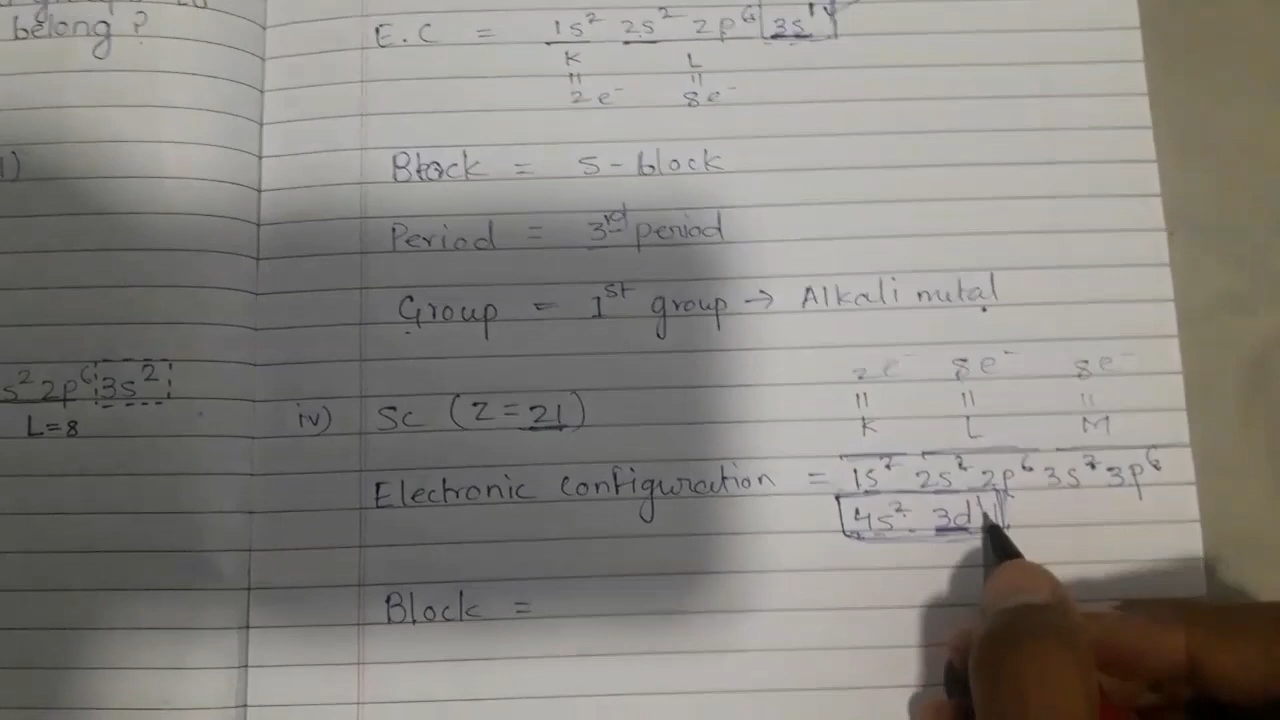 belong ?
1)
s² 2p⁶ 3s²
L=8
E.C = 1s² 2s² 2p⁶ 3s¹
K L
" "
2e⁻ 8e⁻
Block = S-block
Period = 3rd period
Group = 1st group → Alkali metal
2e⁻ 8e⁻ 8e⁻
" " "
K L M
iv) Sc (Z=21)
Electronic configuration = 1s² 2s² 2p⁶ 3s² 3p⁶
4s² 3d¹
Block =